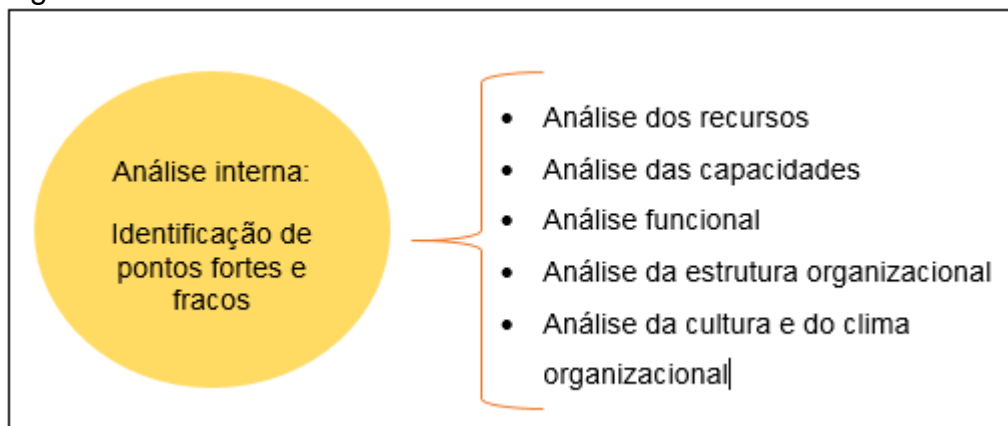 Análise interna:
Identificação de
pontos fortes e
fracos
• Análise dos recursos
• Análise das capacidades
• Análise funcional
• Análise da estrutura organizacional
• Análise da cultura e do clima
organizacional